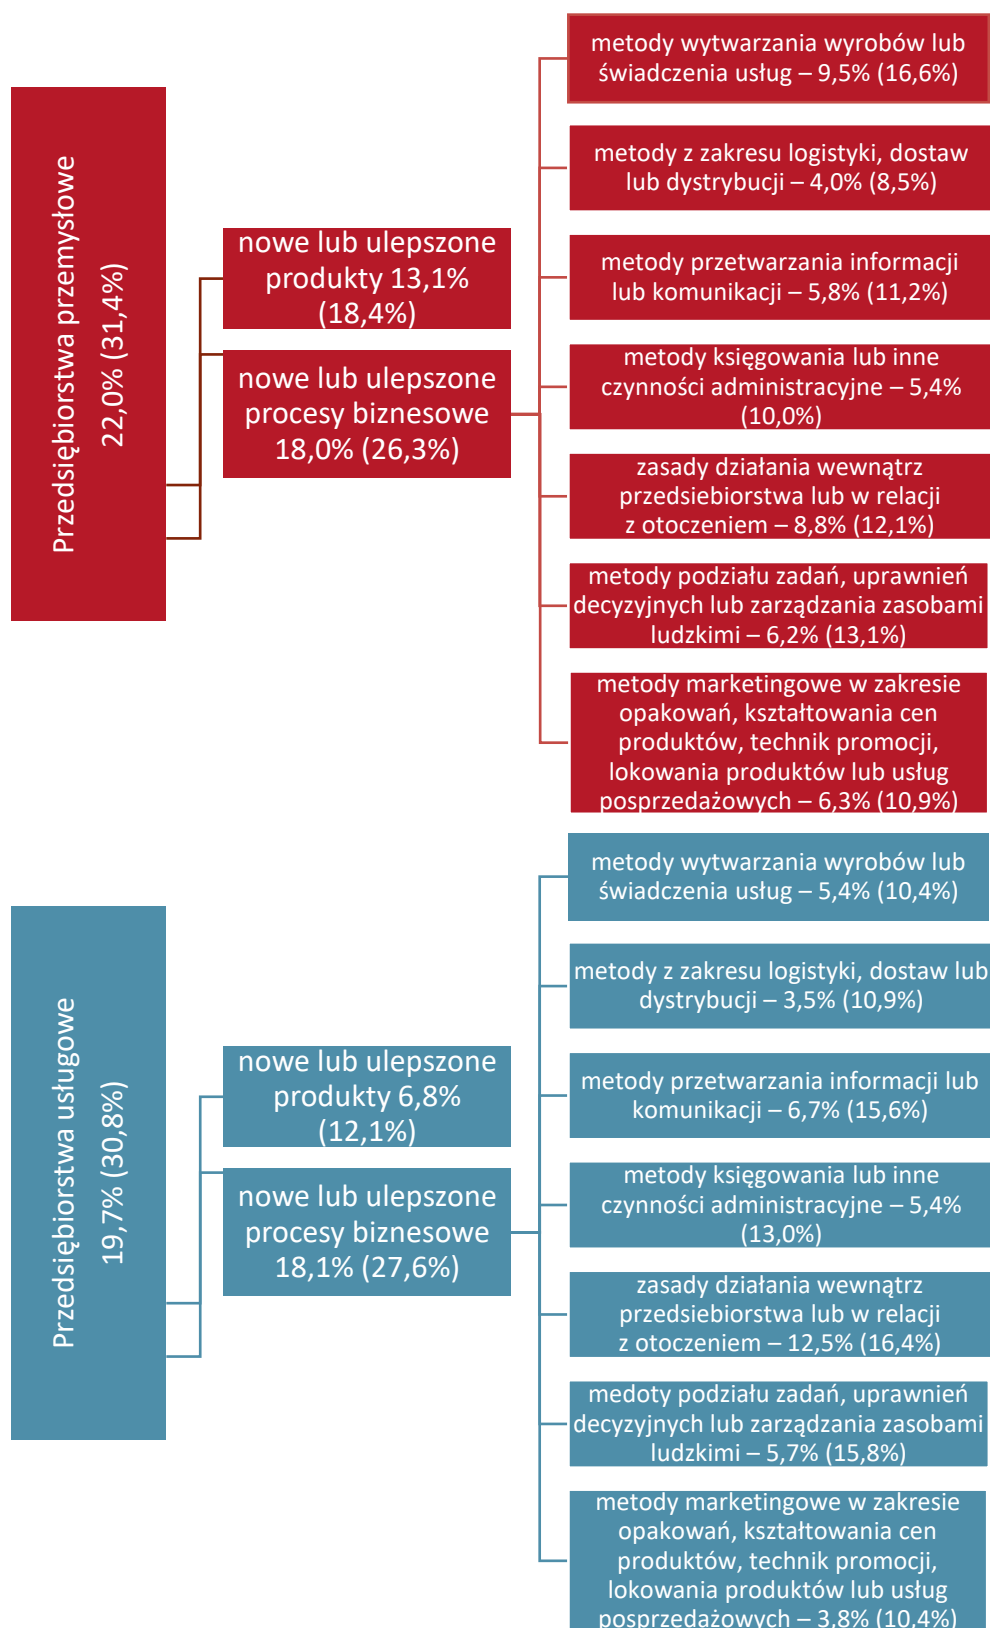 Przedsiębiorstwa przemysłowe
22,0% (31,4%)
nowe lub ulepszone
produkty 13,1%
(18,4%)
nowe lub ulepszone
procesy biznesowe
18,0% (26,3%)
metody wytwarzania wyrobów lub
świadczenia usług – 9,5% (16,6%)
metody z zakresu logistyki, dostaw
lub dystrybucji – 4,0% (8,5%)
metody przetwarzania informacji
lub komunikacji – 5,8% (11,2%)
metody księgowania lub inne
czynności administracyjne – 5,4%
(10,0%)
zasady działania wewnątrz
przedsiebiorstwa lub w relacji
z otoczeniem – 8,8% (12,1%)
metody podziału zadań, uprawnień
decyzyjnych lub zarządzania zasobami
ludzkimi – 6,2% (13,1%)
metody marketingowe w zakresie
opakowań, kształtowania cen
produktów, technik promocji,
lokowania produktów lub usług
posprzedażowych – 6,3% (10,9%)
Przedsiębiorstwa usługowe
19,7% (30,8%)
nowe lub ulepszone
produkty 6,8%
(12,1%)
nowe lub ulepszone
procesy biznesowe
18,1% (27,6%)
metody wytwarzania wyrobów lub
świadczenia usług – 5,4% (10,4%)
metody z zakresu logistyki, dostaw lub
dystrybucji – 3,5% (10,9%)
metody przetwarzania informacji lub
komunikacji – 6,7% (15,6%)
metody księgowania lub inne
czynności administracyjne – 5,4%
(13,0%)
zasady działania wewnątrz
przedsiebiorstwa lub w relacji
z otoczeniem – 12,5% (16,4%)
medoty podziału zadań, uprawnień
decyzyjnych lub zarządzania zasobami
ludzkimi – 5,7% (15,8%)
metody marketingowe w zakresie
opakowań, kształtowania cen
produktów, technik promocji,
lokowania produktów lub usług
posprzedażowych – 3,8% (10,4%)